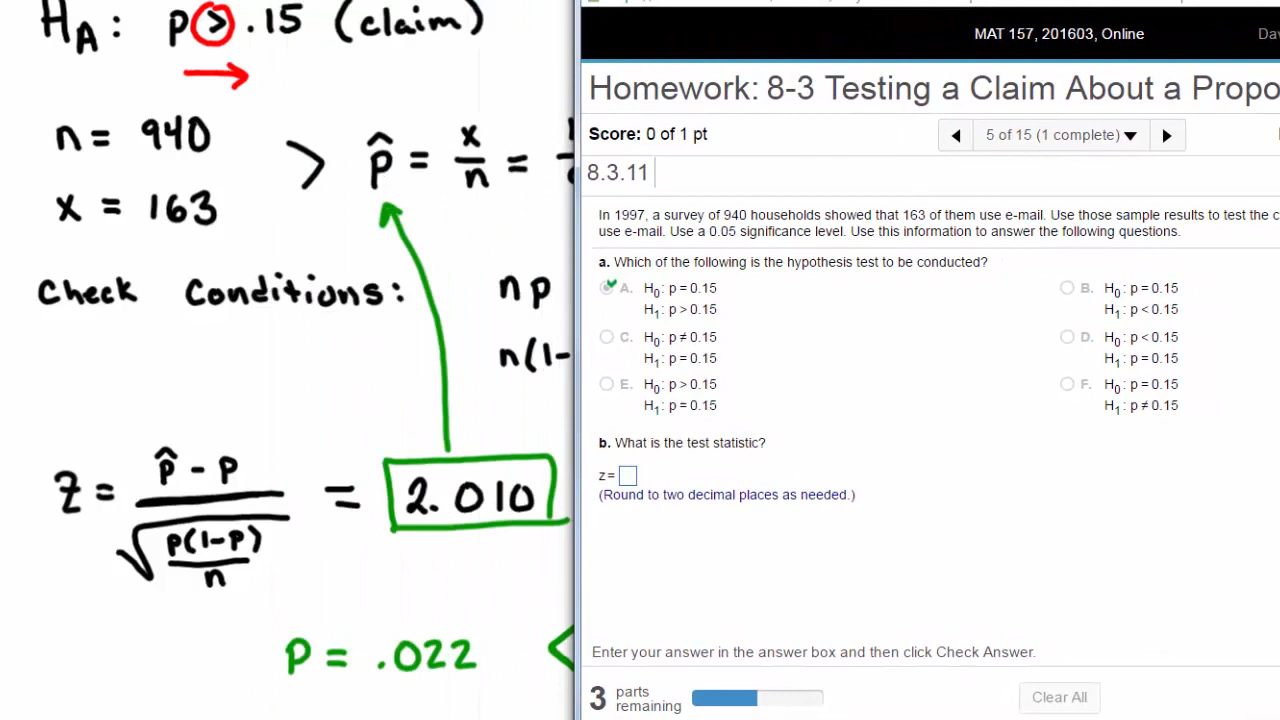 H_A: p > .15 (claim)
n = 940
x = 163
> p̂ = x/n =
Check Conditions: np
n(1-
z = p̂ - p / √(p(1-p)/n) = 2.010
P = .022 <
MAT 157, 201603, Online
Homework: 8-3 Testing a Claim About a Propo
Score: 0 of 1 pt
5 of 15 (1 complete)
8.3.11
In 1997, a survey of 940 households showed that 163 of them use e-mail. Use those sample results to test the c
use e-mail. Use a 0.05 significance level. Use this information to answer the following questions.
a. Which of the following is the hypothesis test to be conducted?
A. H0: p = 0.15
H1: p > 0.15
B. H0: p = 0.15
H1: p < 0.15
C. H0: p ≠ 0.15
H1: p = 0.15
D. H0: p < 0.15
H1: p = 0.15
E. H0: p > 0.15
H1: p = 0.15
F. H0: p = 0.15
H1: p ≠ 0.15
b. What is the test statistic?
z =
(Round to two decimal places as needed.)
Enter your answer in the answer box and then click Check Answer.
3 parts
remaining
Clear All